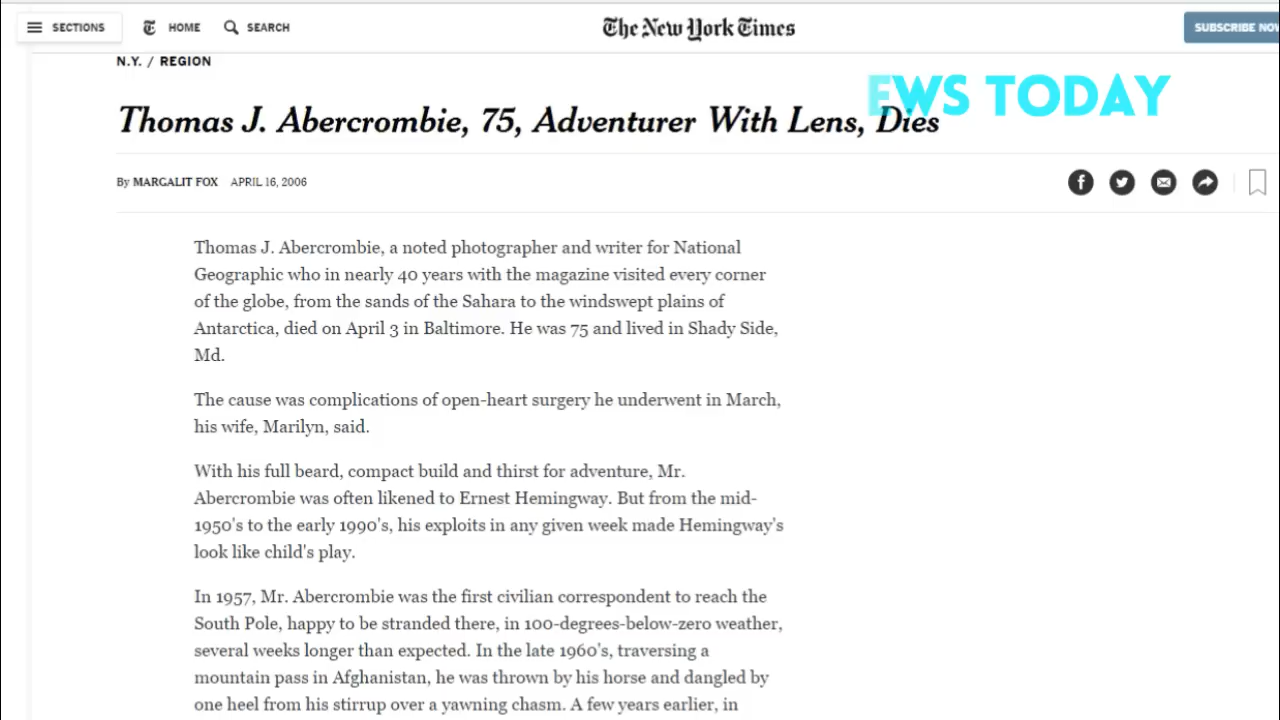 SECTIONS HOME SEARCH The New York Times SUBSCRIBE NOW
N.Y. / REGION
EWS TODAY
Thomas J. Abercrombie, 75, Adventurer With Lens, Dies
By MARGALIT FOX APRIL 16, 2006
Thomas J. Abercrombie, a noted photographer and writer for National
Geographic who in nearly 40 years with the magazine visited every corner
of the globe, from the sands of the Sahara to the windswept plains of
Antarctica, died on April 3 in Baltimore. He was 75 and lived in Shady Side,
Md.
The cause was complications of open-heart surgery he underwent in March,
his wife, Marilyn, said.
With his full beard, compact build and thirst for adventure, Mr.
Abercrombie was often likened to Ernest Hemingway. But from the mid-
1950's to the early 1990's, his exploits in any given week made Hemingway's
look like child's play.
In 1957, Mr. Abercrombie was the first civilian correspondent to reach the
South Pole, happy to be stranded there, in 100-degrees-below-zero weather,
several weeks longer than expected. In the late 1960's, traversing a
mountain pass in Afghanistan, he was thrown by his horse and dangled by
one heel from his stirrup over a yawning chasm. A few years earlier, in